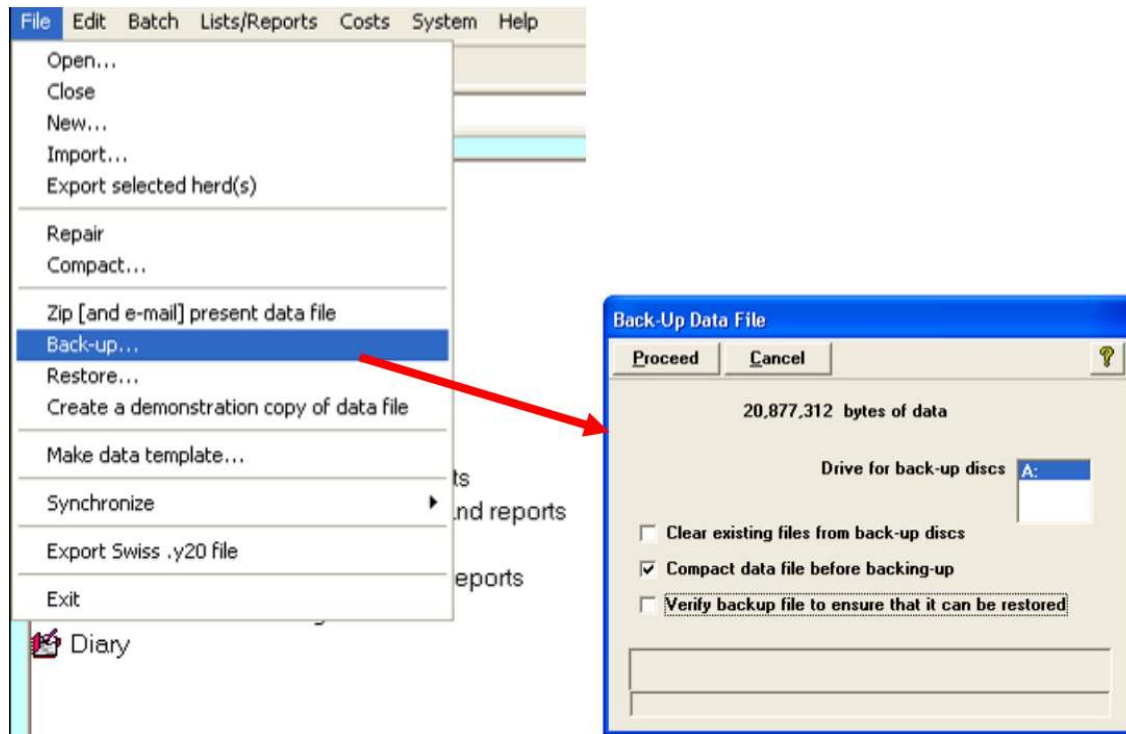 File Edit Batch Lists/Reports Costs System Help
Open...
Close
New...
Import...
Export selected herd(s)
Repair
Compact...
Zip [and e-mail] present data file
Back-up...
Restore...
Create a demonstration copy of data file
Make data template...
Synchronize
Export Swiss .y20 file
Exit
ts
nd reports
eports
Diary
Back-Up Data File
Proceed Cancel ?
20,877,312 bytes of data
Drive for back-up discs A:
Clear existing files from back-up discs
Compact data file before backing-up
Verify backup file to ensure that it can be restored